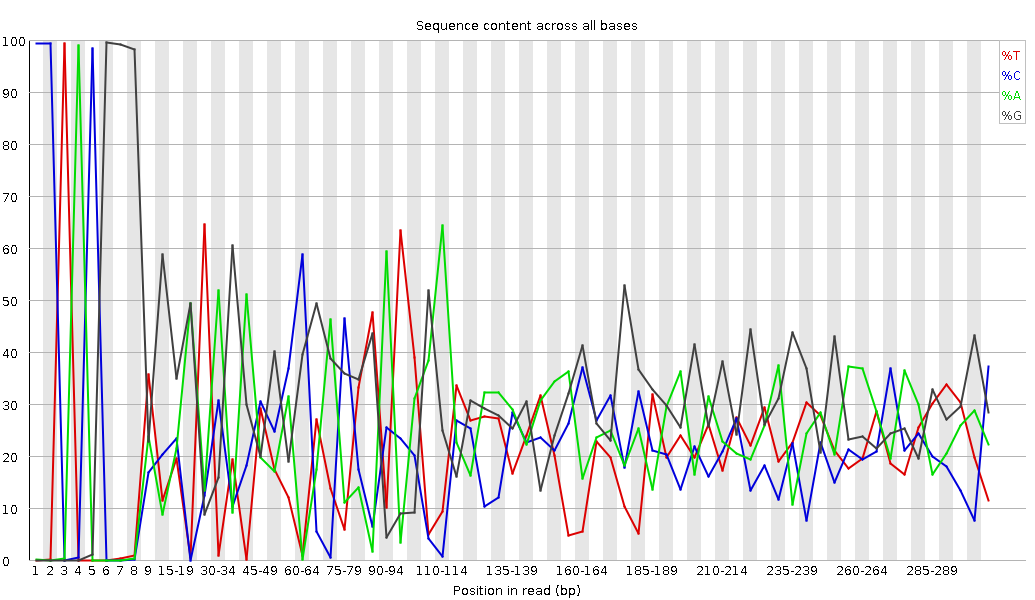 Sequence content across all bases
100
90
80
70
60
50
40
30
20
10
0
%T
%C
%A
%G
1 2 3 4 5 6 7 8 9 15-19 30-34 45-49 60-64 75-79 90-94 110-114 135-139 160-164 185-189 210-214 235-239 260-264 285-289
Position in read (bp)